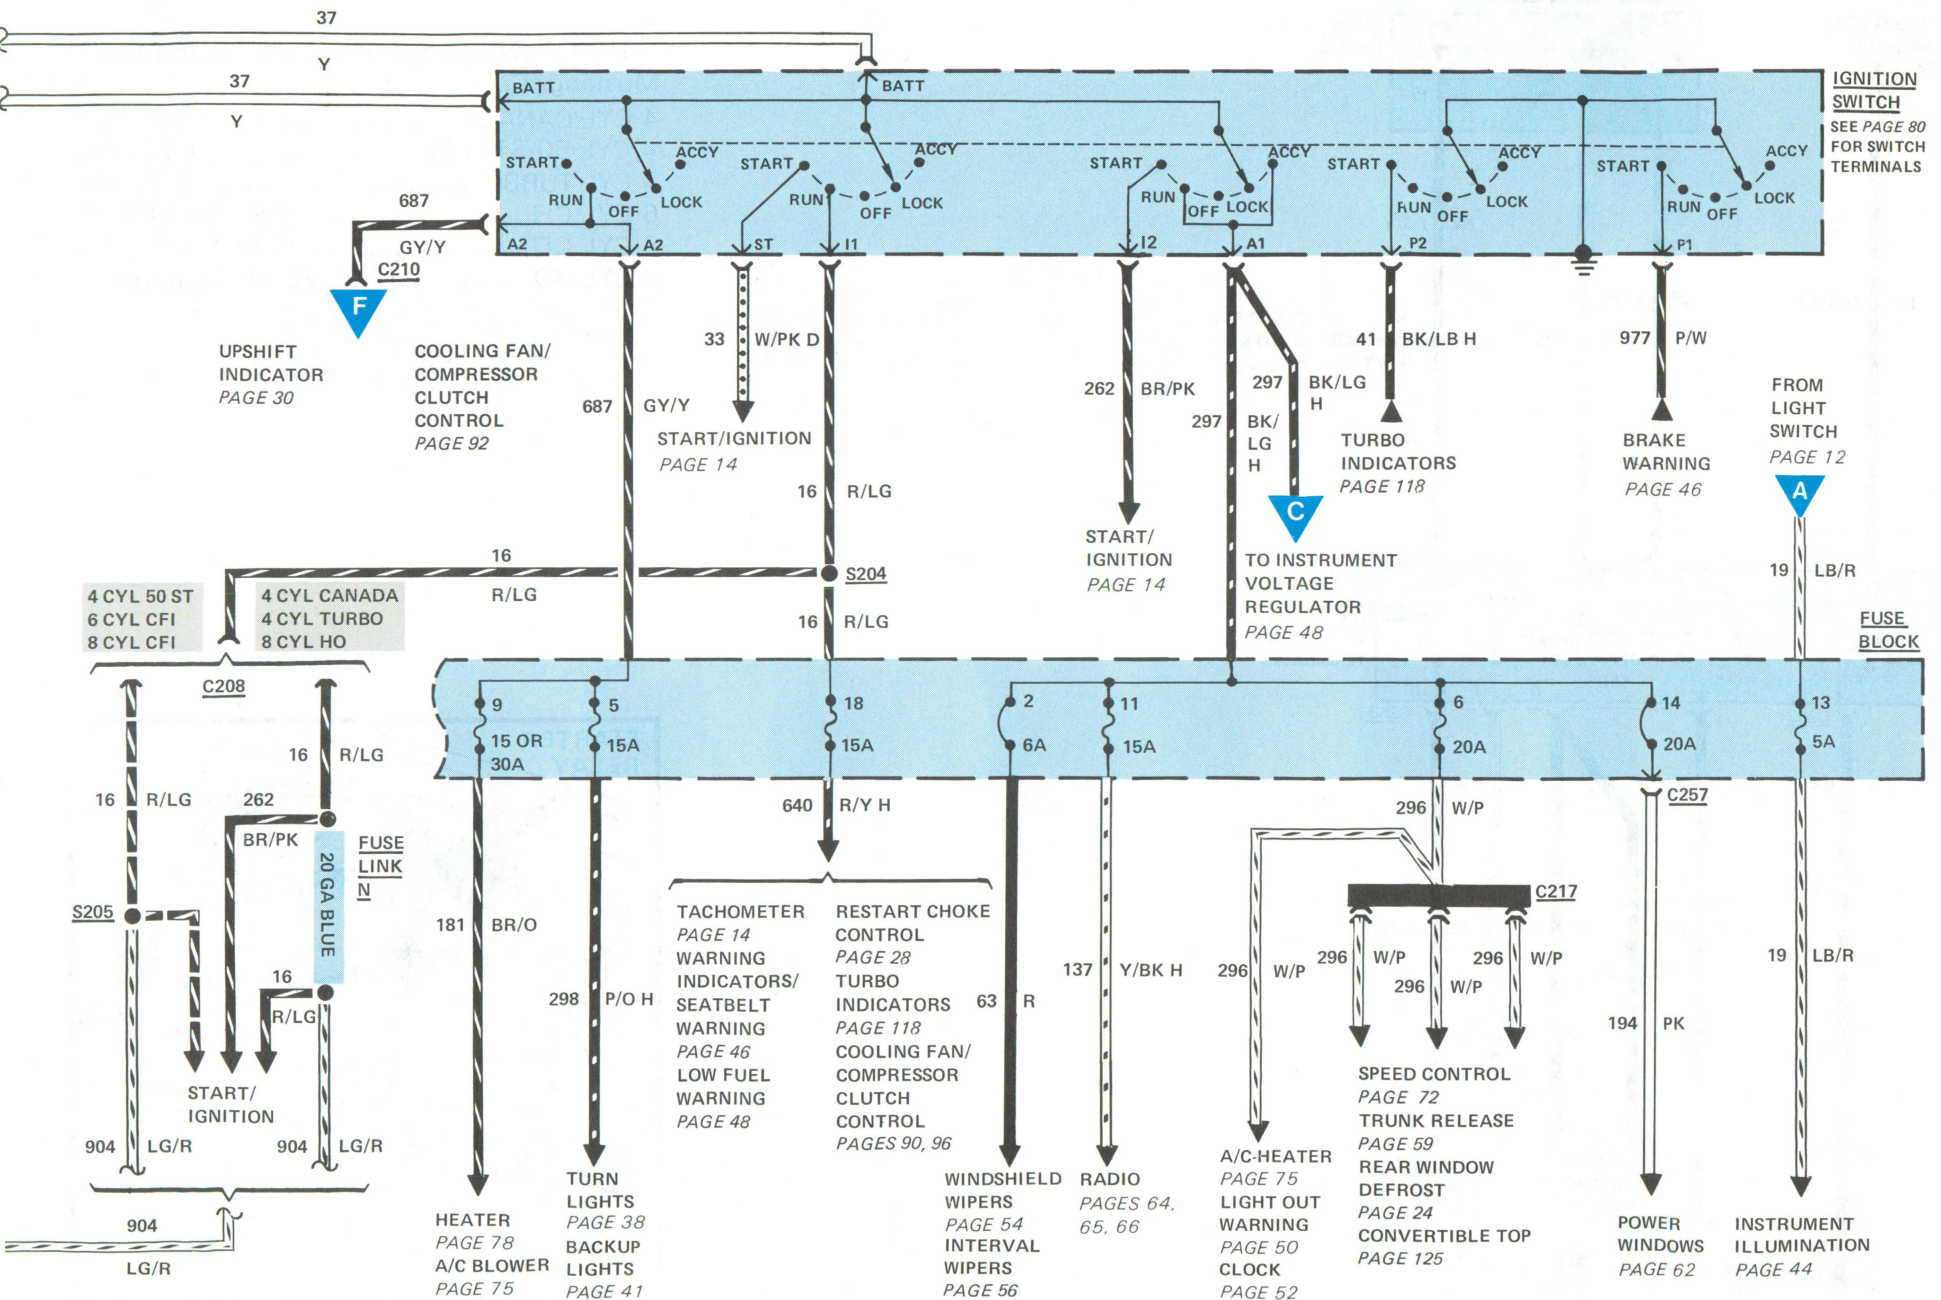 37
Y
37
Y
BATT
BATT
IGNITION
SWITCH
SEE PAGE 80
FOR SWITCH
TERMINALS
START
ACCY
RUN
OFF
LOCK
START
ACCY
RUN
OFF
LOCK
START
ACCY
RUN
OFF
LOCK
START
ACCY
RUN
OFF
LOCK
START
ACCY
RUN
OFF
LOCK
A2
A2
ST
I1
I2
A1
P2
P1
687
GY/Y
C210
F
UPSHIFT
INDICATOR
PAGE 30
COOLING FAN/
COMPRESSOR
CLUTCH
CONTROL
PAGE 92
687
GY/Y
33
W/PK D
START/IGNITION
PAGE 14
16
R/LG
262
BR/PK
START/
IGNITION
PAGE 14
297
BK/
LG
H
297
BK/LG
H
C
TO INSTRUMENT
VOLTAGE
REGULATOR
PAGE 48
41
BK/LB H
TURBO
INDICATORS
PAGE 118
977
P/W
BRAKE
WARNING
PAGE 46
FROM
LIGHT
SWITCH
PAGE 12
A
19
LB/R
16
R/LG
S204
16
R/LG
4 CYL 50 ST
6 CYL CFI
8 CYL CFI
4 CYL CANADA
4 CYL TURBO
8 CYL HO
C208
FUSE
BLOCK
9
15 OR
30A
5
15A
18
15A
2
6A
11
15A
6
20A
14
20A
13
5A
16
R/LG
16
R/LG
262
BR/PK
FUSE
LINK
N
20 GA BLUE
S205
16
R/LG
START/
IGNITION
904
LG/R
904
LG/R
904
LG/R
181
BR/O
HEATER
PAGE 78
A/C BLOWER
PAGE 75
298
P/O H
TURN
LIGHTS
PAGE 38
BACKUP
LIGHTS
PAGE 41
640
R/Y H
TACHOMETER
PAGE 14
WARNING
INDICATORS/
SEATBELT
WARNING
PAGE 46
LOW FUEL
WARNING
PAGE 48
RESTART CHOKE
CONTROL
PAGE 28
TURBO
INDICATORS
PAGE 118
COOLING FAN/
COMPRESSOR
CLUTCH
CONTROL
PAGES 90, 96
63
R
WINDSHIELD
WIPERS
PAGE 54
INTERVAL
WIPERS
PAGE 56
137
Y/BK H
RADIO
PAGES 64,
65, 66
296
W/P
C217
296
W/P
296
W/P
296
W/P
296
W/P
A/C-HEATER
PAGE 75
LIGHT OUT
WARNING
PAGE 50
CLOCK
PAGE 52
SPEED CONTROL
PAGE 72
TRUNK RELEASE
PAGE 59
REAR WINDOW
DEFROST
PAGE 24
CONVERTIBLE TOP
PAGE 125
C257
194
PK
POWER
WINDOWS
PAGE 62
19
LB/R
INSTRUMENT
ILLUMINATION
PAGE 44